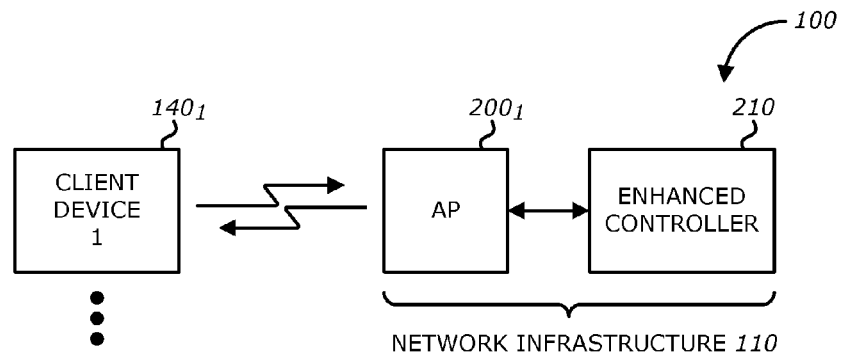 100
140₁
200₁
210
CLIENT
DEVICE
1
AP
ENHANCED
CONTROLLER
NETWORK INFRASTRUCTURE 110